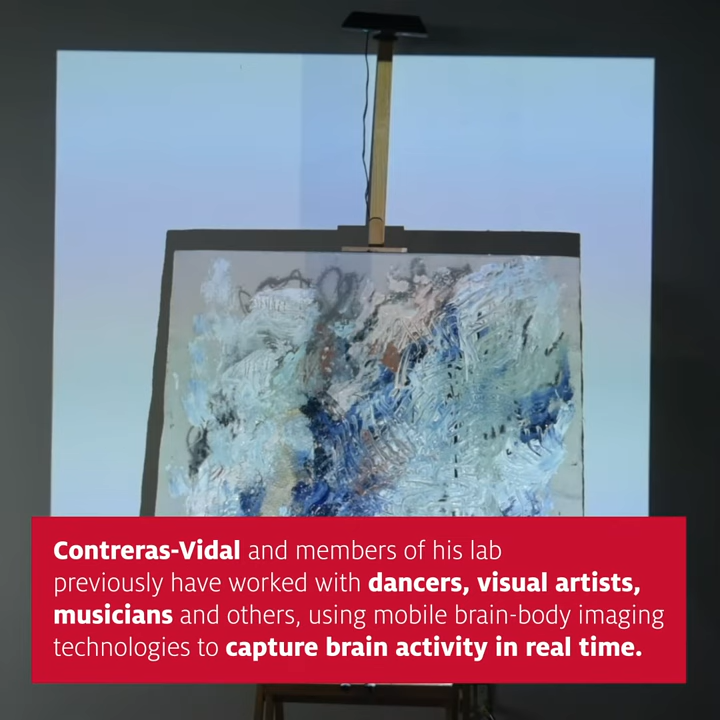 Contreras-Vidal and members of his lab
previously have worked with dancers, visual artists,
musicians and others, using mobile brain-body imaging
technologies to capture brain activity in real time.